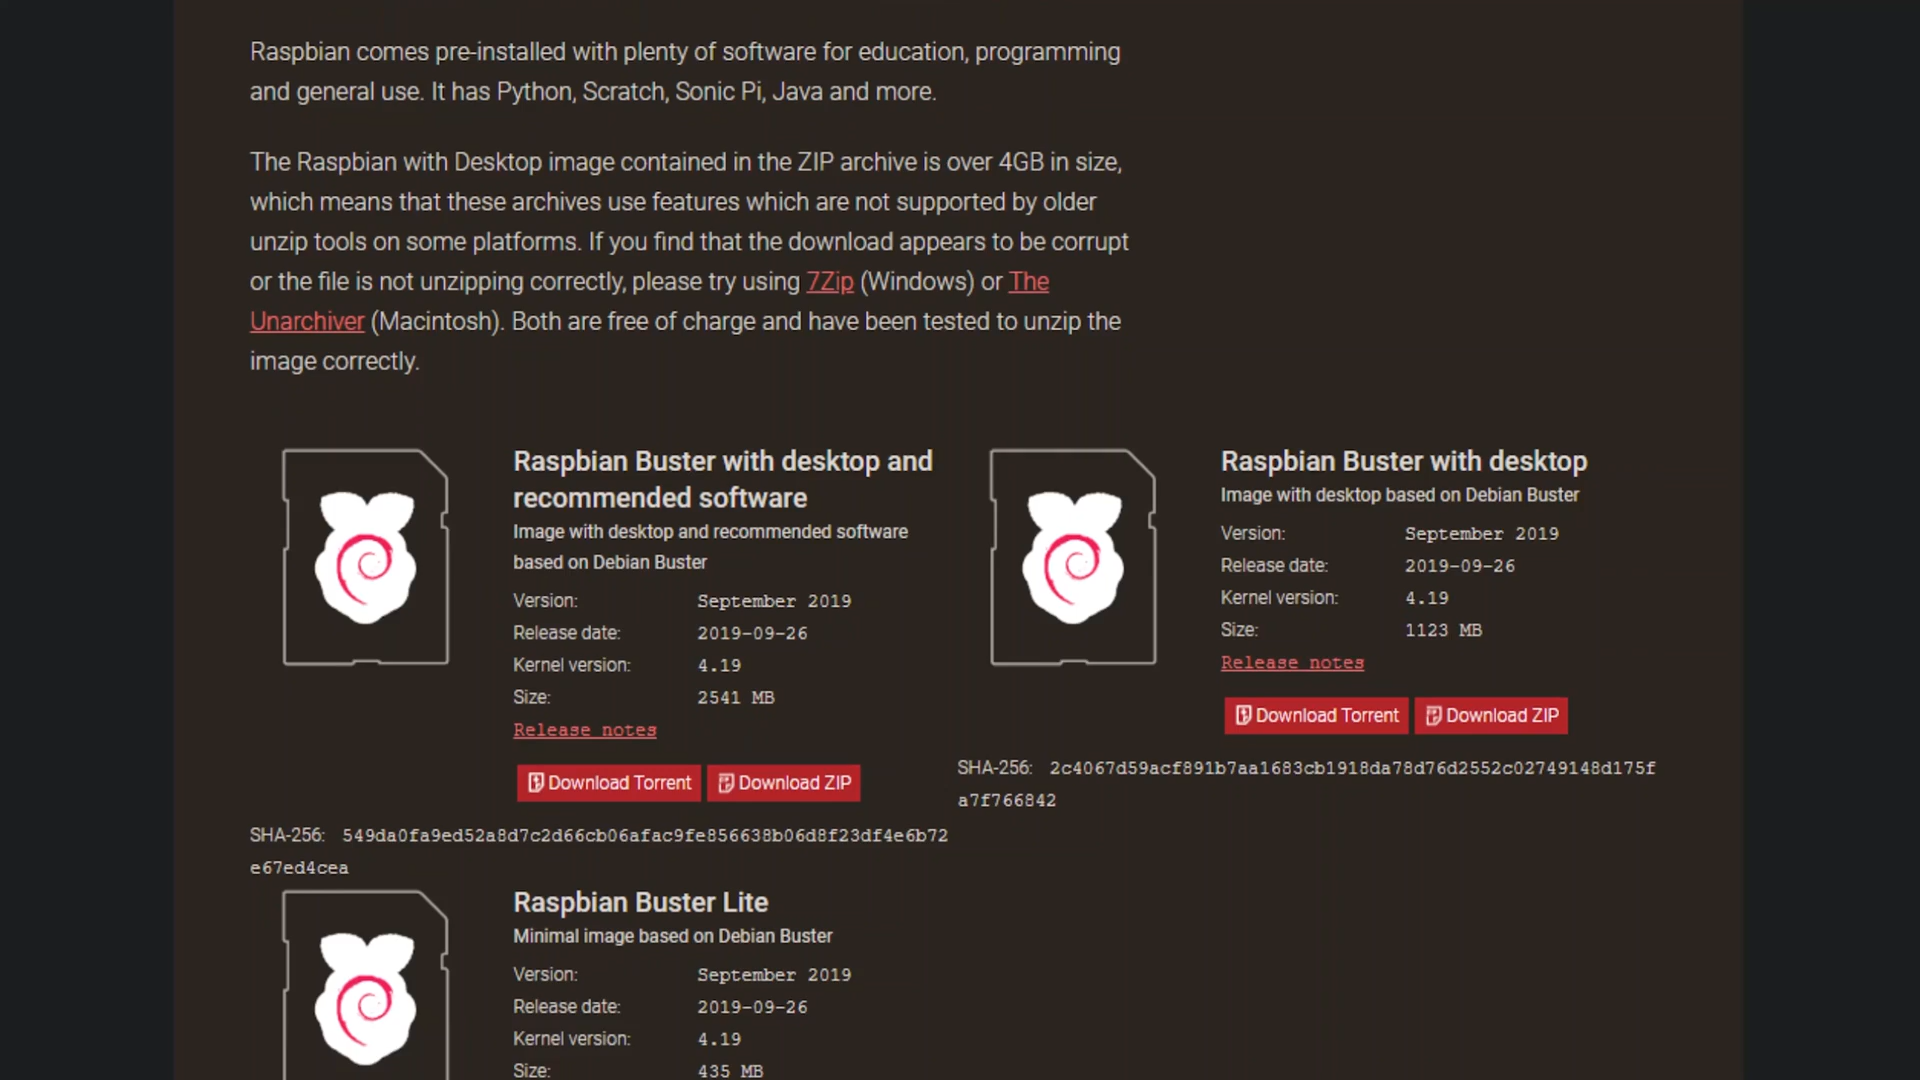 Raspbian comes pre-installed with plenty of software for education, programming
and general use. It has Python, Scratch, Sonic Pi, Java and more.
The Raspbian with Desktop image contained in the ZIP archive is over 4GB in size,
which means that these archives use features which are not supported by older
unzip tools on some platforms. If you find that the download appears to be corrupt
or the file is not unzipping correctly, please try using 7Zip (Windows) or The
Unarchiver (Macintosh). Both are free of charge and have been tested to unzip the
image correctly.
Raspbian Buster with desktop and
recommended software
Image with desktop and recommended software
based on Debian Buster
Version: September 2019
Release date: 2019-09-26
Kernel version: 4.19
Size: 2541 MB
Release notes
Download Torrent Download ZIP
SHA-256: 549da0fa9ed52a8d7c2d66cb06afac9fe856638b06d8f23df4e6b72
e67ed4cea
Raspbian Buster with desktop
Image with desktop based on Debian Buster
Version: September 2019
Release date: 2019-09-26
Kernel version: 4.19
Size: 1123 MB
Release notes
Download Torrent Download ZIP
SHA-256: 2c4067d59acf891b7aa1683cb1918da78d76d2552c02749148d175f
a7f766842
Raspbian Buster Lite
Minimal image based on Debian Buster
Version: September 2019
Release date: 2019-09-26
Kernel version: 4.19
Size: 435 MB